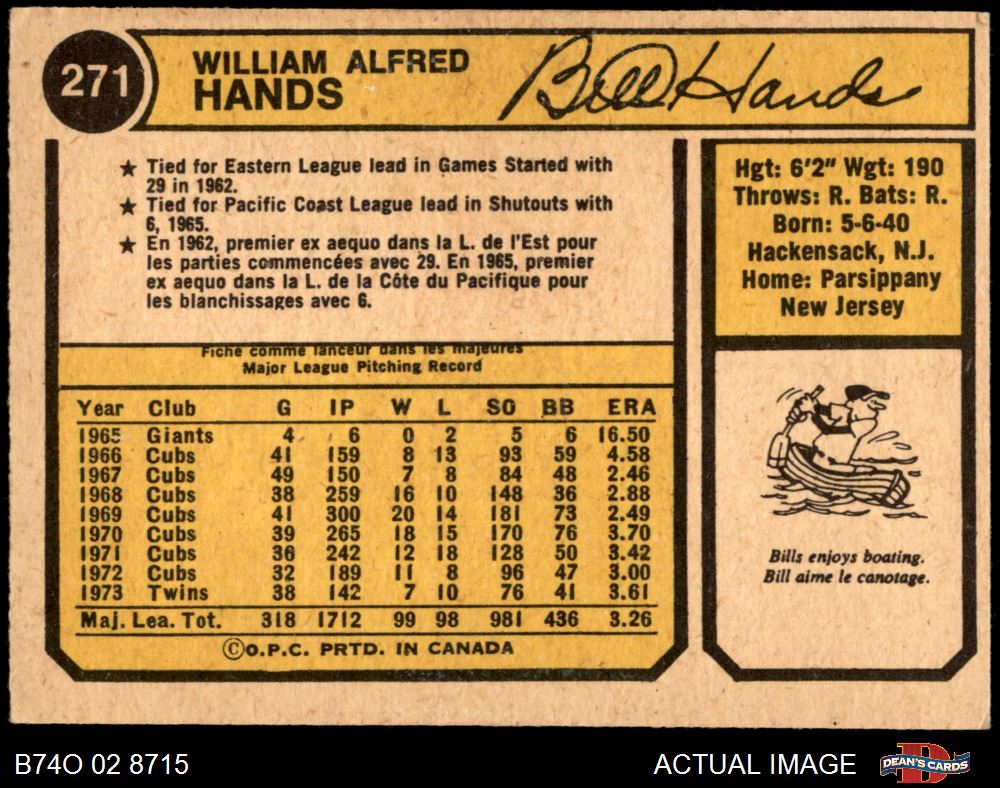 271
WILLIAM ALFRED
HANDS
Bill Hands
★ Tied for Eastern League lead in Games Started with
29 in 1962.
★ Tied for Pacific Coast League lead in Shutouts with
6, 1965.
★ En 1962, premier ex aequo dans la L. de l'Est pour
les parties commencées avec 29. En 1965, premier
ex aequo dans la L. de la Côte du Pacifique pour
les blanchissages avec 6.
Hgt: 6'2" Wgt: 190
Throws: R. Bats: R.
Born: 5-6-40
Hackensack, N.J.
Home: Parsippany
New Jersey
Fiche comme lanceur dans les majeures
Major League Pitching Record
Year Club G IP W L SO BB ERA
1965 Giants 4 6 0 2 5 6 16.50
1966 Cubs 41 159 8 13 93 59 4.58
1967 Cubs 49 150 7 8 84 48 2.46
1968 Cubs 38 259 16 10 148 36 2.88
1969 Cubs 41 300 20 14 181 73 2.49
1970 Cubs 39 265 18 15 170 76 3.70
1971 Cubs 36 242 12 18 128 50 3.42
1972 Cubs 32 189 11 8 96 47 3.00
1973 Twins 38 142 7 10 76 41 3.61
Maj. Lea. Tot. 318 1712 99 98 981 436 3.26
©O.P.C. PRTD. IN CANADA
Bills enjoys boating.
Bill aime le canotage.
B74O 02 8715
ACTUAL IMAGE
D
DEAN'S CARDS